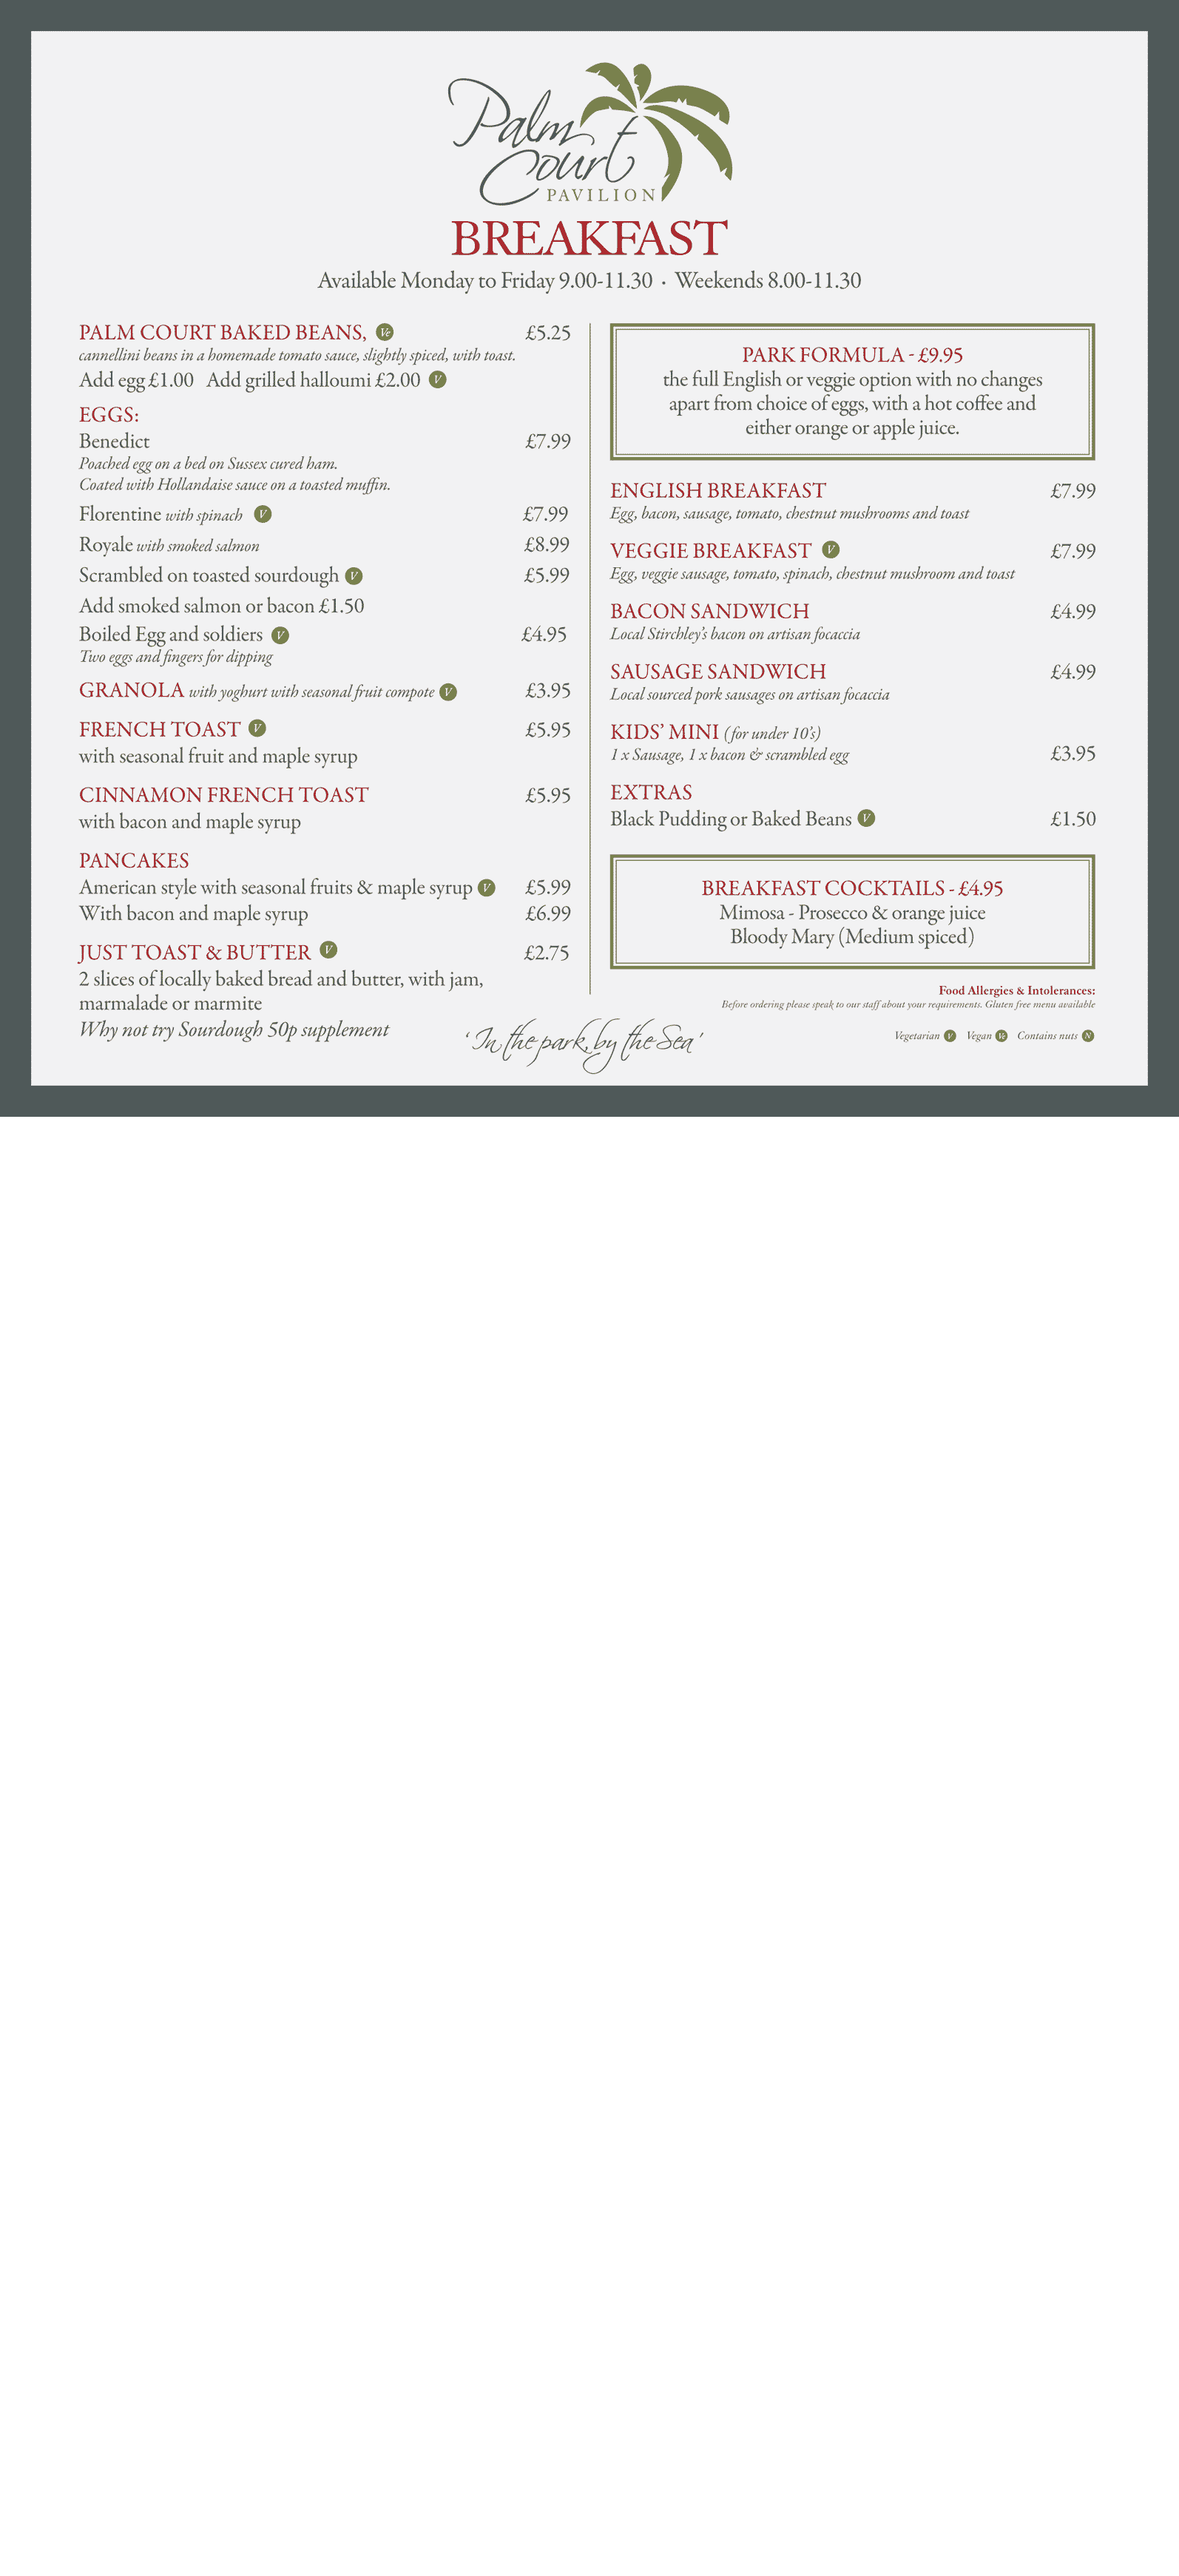 Palm
Court
PAVILION
BREAKFAST
Available Monday to Friday 9.00-11.30 · Weekends 8.00-11.30
PALM COURT BAKED BEANS, Ve £5.25
cannellini beans in a homemade tomato sauce, slightly spiced, with toast.
Add egg £1.00 Add grilled halloumi £2.00 V
EGGS:
Benedict £7.99
Poached egg on a bed on Sussex cured ham.
Coated with Hollandaise sauce on a toasted muffin.
Florentine with spinach V £7.99
Royale with smoked salmon £8.99
Scrambled on toasted sourdough V £5.99
Add smoked salmon or bacon £1.50
Boiled Egg and soldiers V £4.95
Two eggs and fingers for dipping
GRANOLA with yoghurt with seasonal fruit compote V £3.95
FRENCH TOAST V £5.95
with seasonal fruit and maple syrup
CINNAMON FRENCH TOAST £5.95
with bacon and maple syrup
PANCAKES
American style with seasonal fruits & maple syrup V £5.99
With bacon and maple syrup £6.99
JUST TOAST & BUTTER V £2.75
2 slices of locally baked bread and butter, with jam,
marmalade or marmite
Why not try Sourdough 50p supplement
PARK FORMULA - £9.95
the full English or veggie option with no changes
apart from choice of eggs, with a hot coffee and
either orange or apple juice.
ENGLISH BREAKFAST £7.99
Egg, bacon, sausage, tomato, chestnut mushrooms and toast
VEGGIE BREAKFAST V £7.99
Egg, veggie sausage, tomato, spinach, chestnut mushroom and toast
BACON SANDWICH £4.99
Local Stirchley's bacon on artisan focaccia
SAUSAGE SANDWICH £4.99
Local sourced pork sausages on artisan focaccia
KIDS' MINI (for under 10's)
1 x Sausage, 1 x bacon & scrambled egg £3.95
EXTRAS
Black Pudding or Baked Beans V £1.50
BREAKFAST COCKTAILS - £4.95
Mimosa - Prosecco & orange juice
Bloody Mary (Medium spiced)
Food Allergies & Intolerances:
Before ordering please speak to our staff about your requirements. Gluten free menu available
Vegetarian V Vegan Ve Contains nuts N
'In the park, by the Sea'